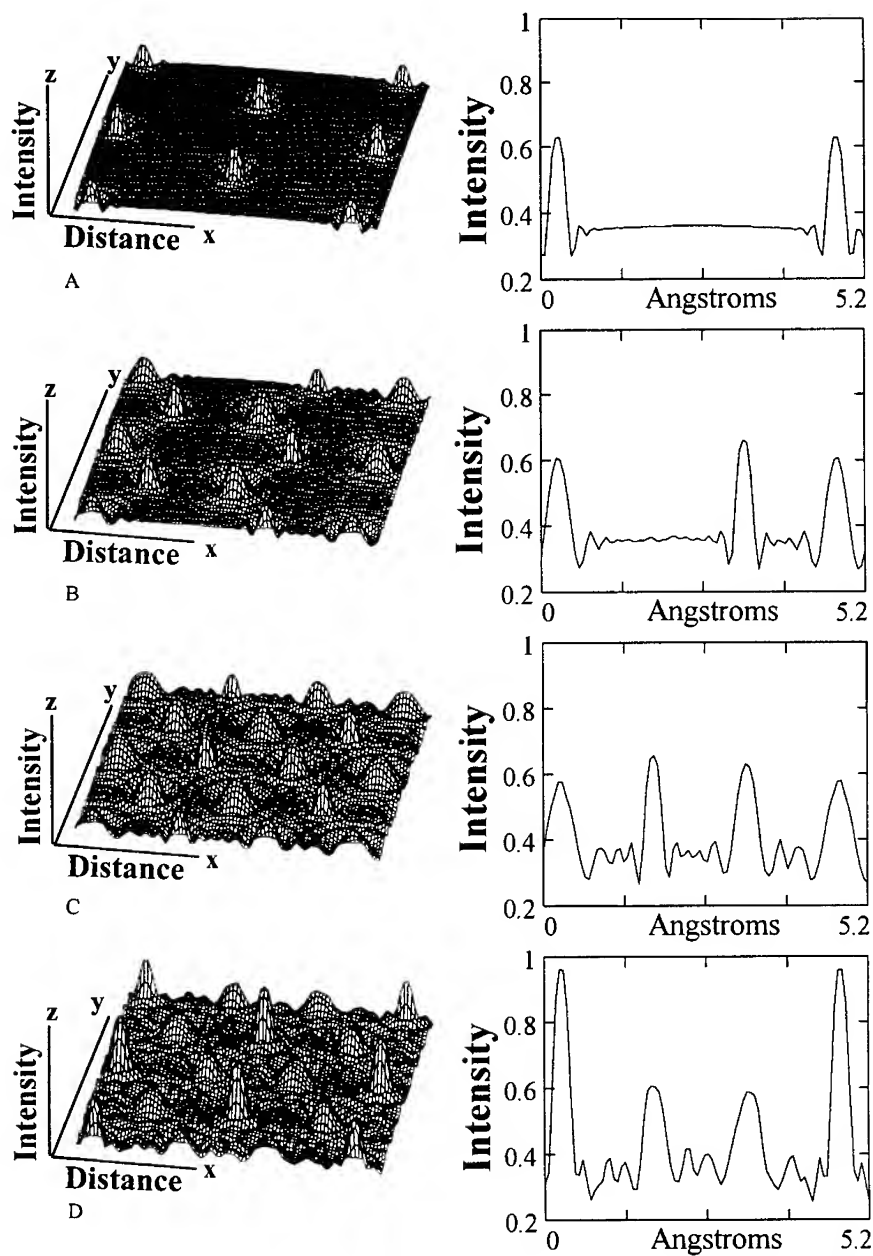 z
y
Intensity
Distance x
A
1
0.8
0.6
0.4
0.2
Intensity
0 Angstroms 5.2
z
y
Intensity
Distance x
B
1
0.8
0.6
0.4
0.2
Intensity
0 Angstroms 5.2
z
y
Intensity
Distance x
C
1
0.8
0.6
0.4
0.2
Intensity
0 Angstroms 5.2
z
y
Intensity
Distance x
D
1
0.8
0.6
0.4
0.2
Intensity
0 Angstroms 5.2